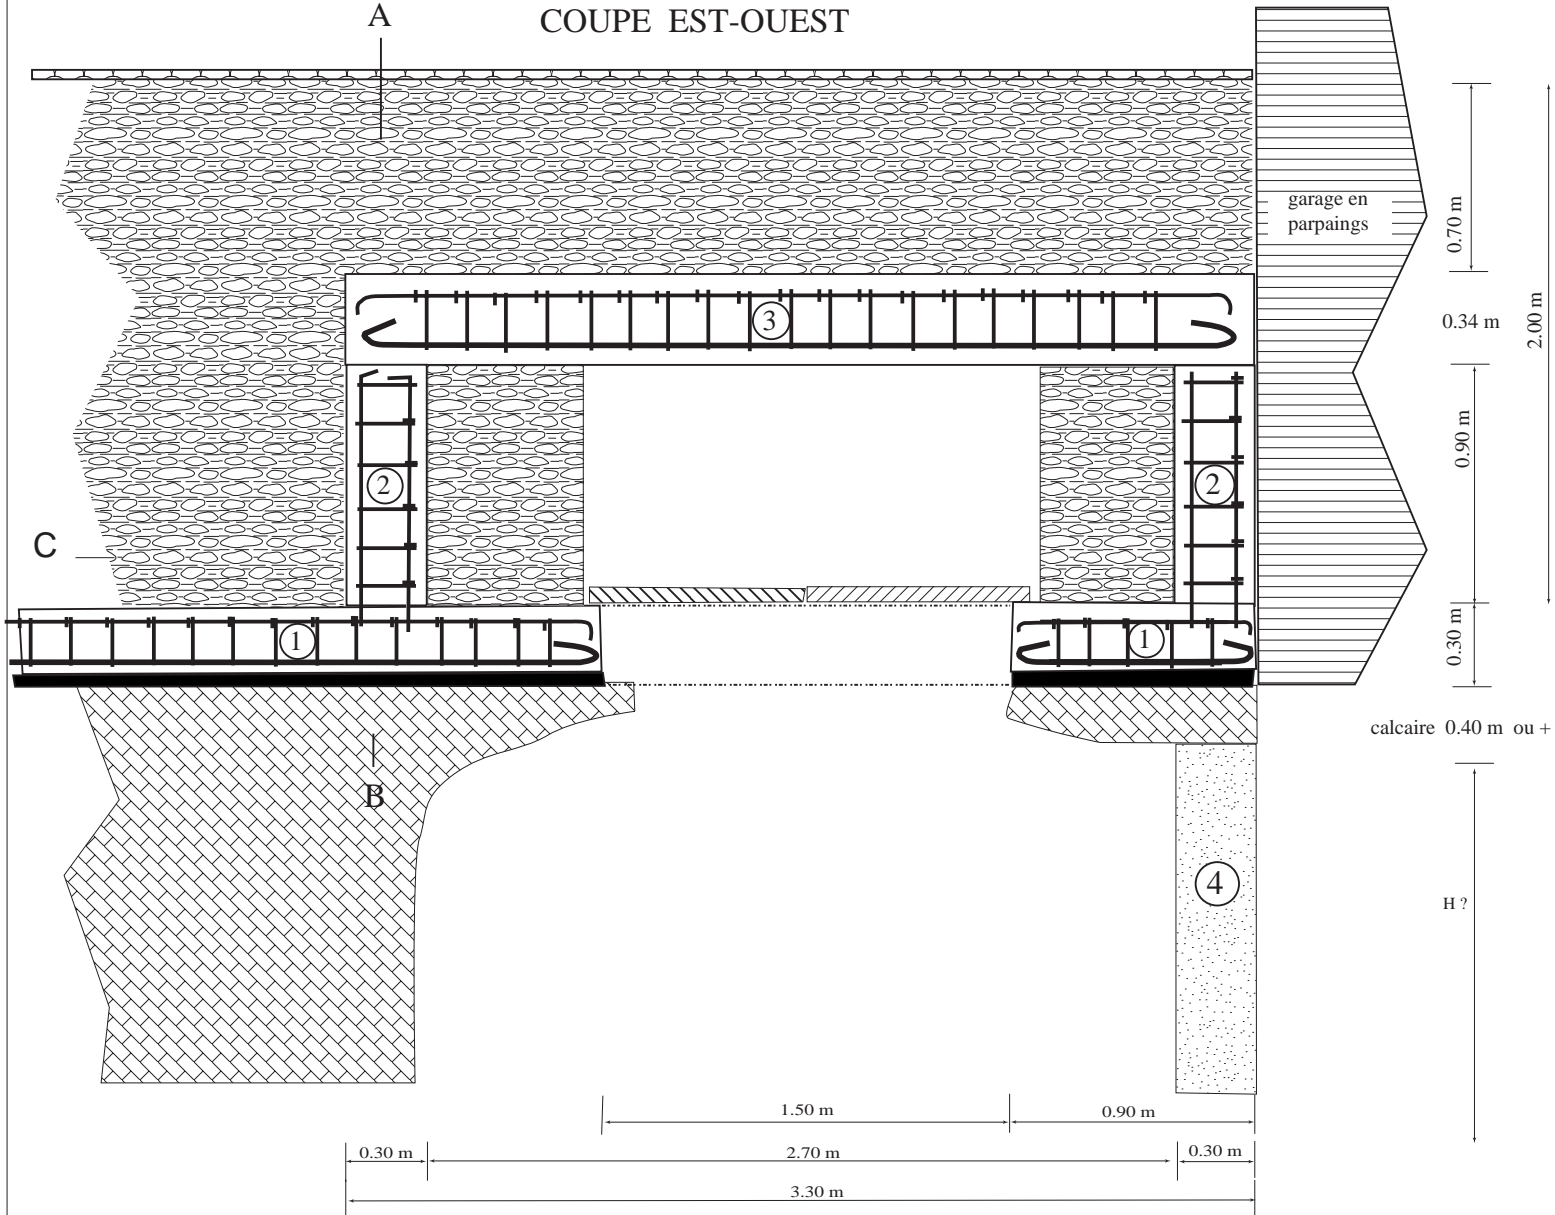 COUPE EST-OUEST
A
garage en
parpaings
0.70 m
2.00 m
3
0.34 m
2
2
0.90 m
C
1
1
0.30 m
calcaire 0.40 m ou +
B
4
H ?
1.50 m
0.90 m
0.30 m
2.70 m
0.30 m
3.30 m